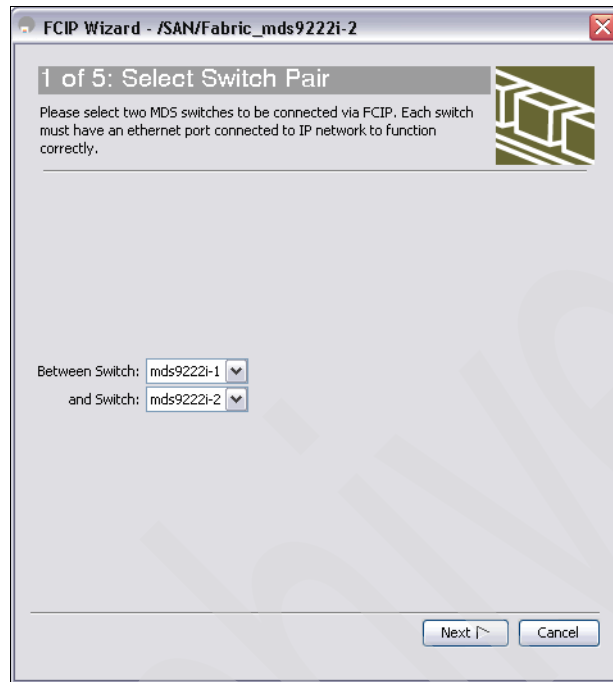 FCIP Wizard - /SAN/Fabric_mds9222i-2
1 of 5: Select Switch Pair
Please select two MDS switches to be connected via FCIP. Each switch
must have an ethernet port connected to IP network to function
correctly.
Between Switch: mds9222i-1
and Switch: mds9222i-2
Next Cancel